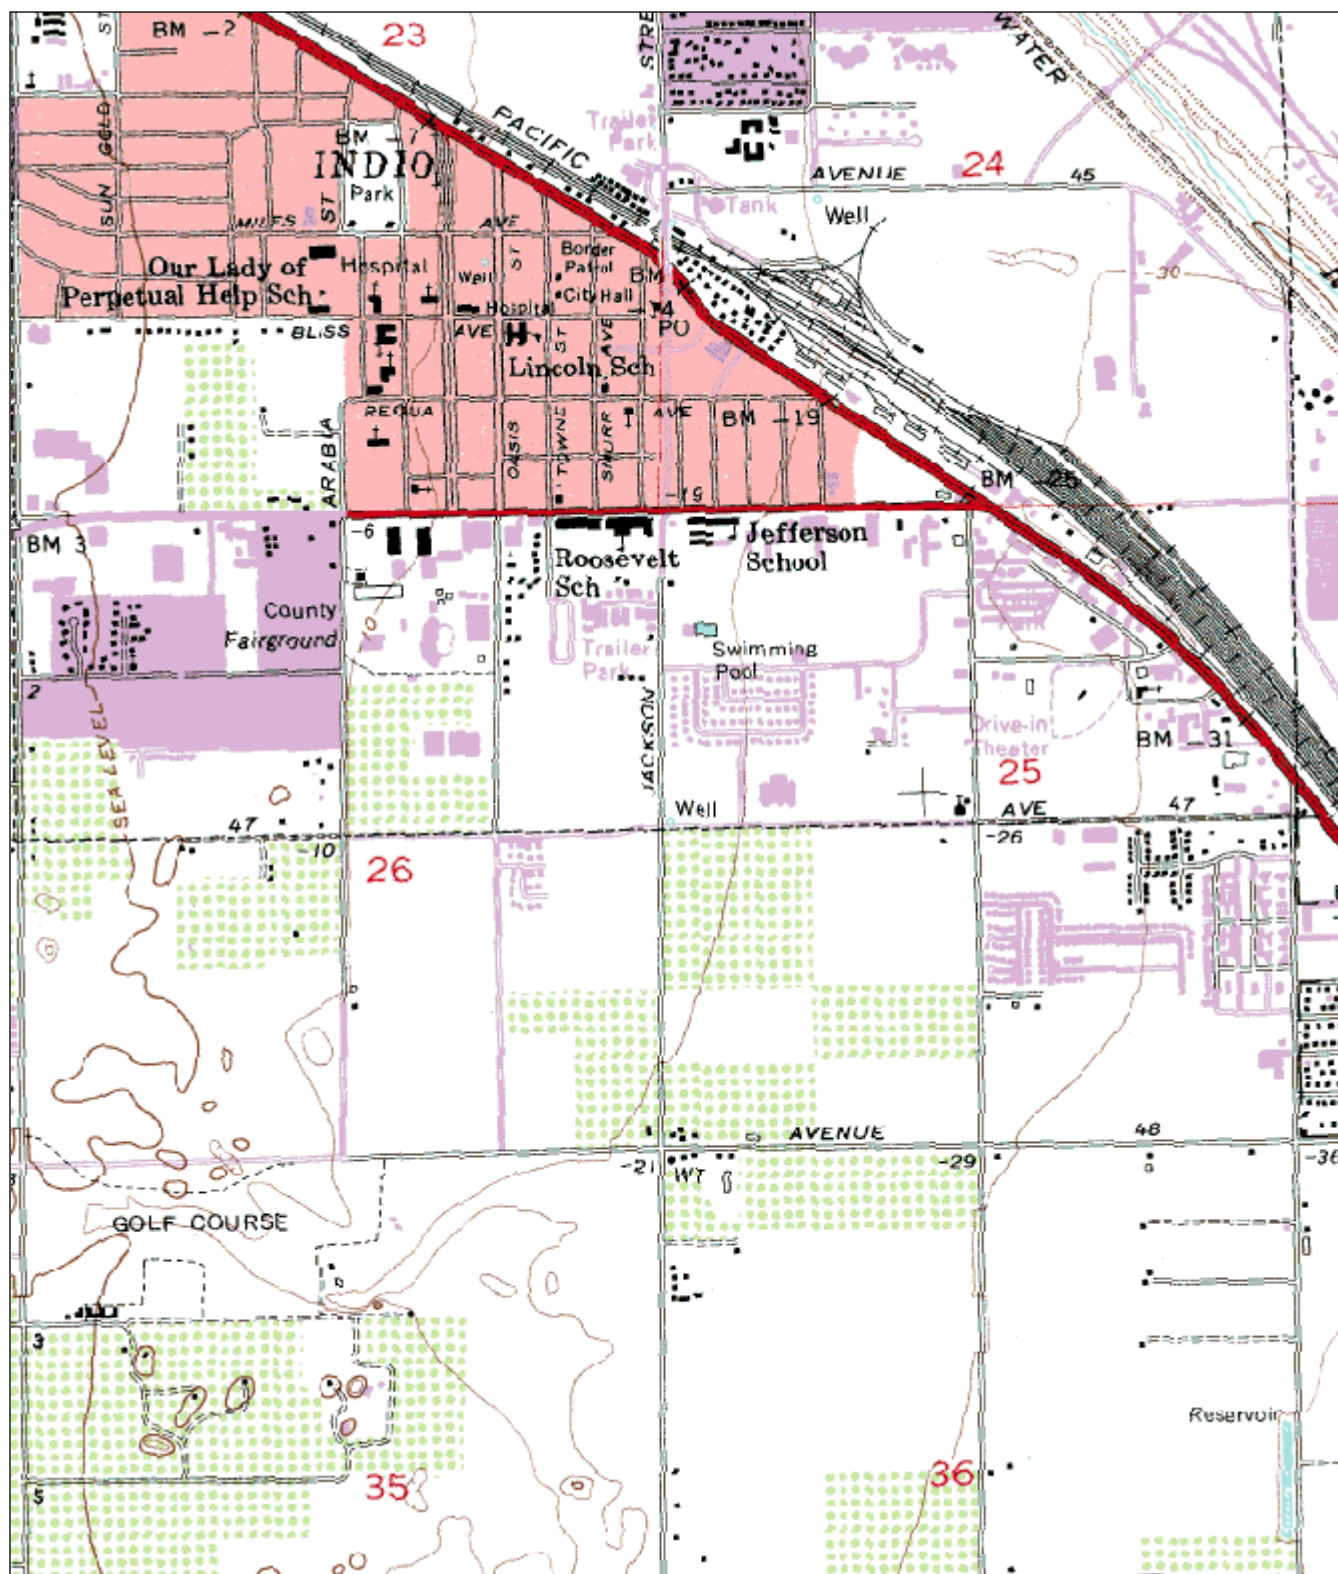 BM -2
23
STRE
WATER
ST
PACIFIC
Trailer
Park
SUN GOLD
BM -7
INDIO
Park
ST
AVENUE
24
45
Tank
Well
MILES
AVE
ST
Our Lady of
Perpetual Help Sch
Hospital
Well
Hospital
Border
Patrol
City Hall
BM
-14
PO
-30
BLISS
AVE
ST
AVE
Lincoln Sch
REQUA
AVE
BM -19
ARABIA
OASIS
TOWNE
SMURR
-19
BM -25
BM 3
-6
Roosevelt
Sch
Jefferson
School
County
Fairground
-10
Trailer
Park
Swimming
Pool
Park
2
SEA LEVEL
JACKSON
Drive-in
Theater
BM -31
25
47
-10
Well
AVE
47
-26
26
AVENUE
48
-21
WT
-29
-36
GOLF COURSE
3
Reservoir
5
35
36